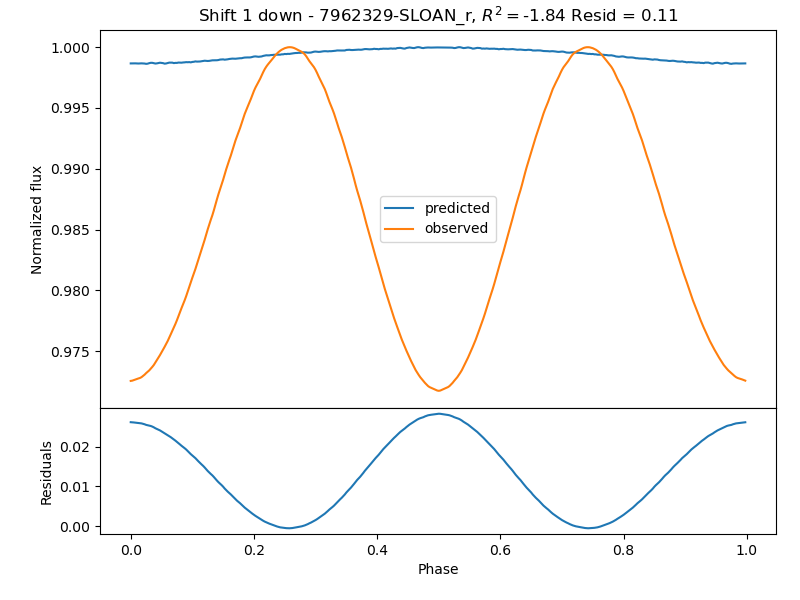 Shift 1 down - 7962329-SLOAN_r, $R^2 = $-1.84 Resid = 0.11
1.000
0.995
0.990
0.985
0.980
0.975
Normalized flux
predicted
observed
0.02
0.01
0.00
Residuals
0.0 0.2 0.4 0.6 0.8 1.0
Phase